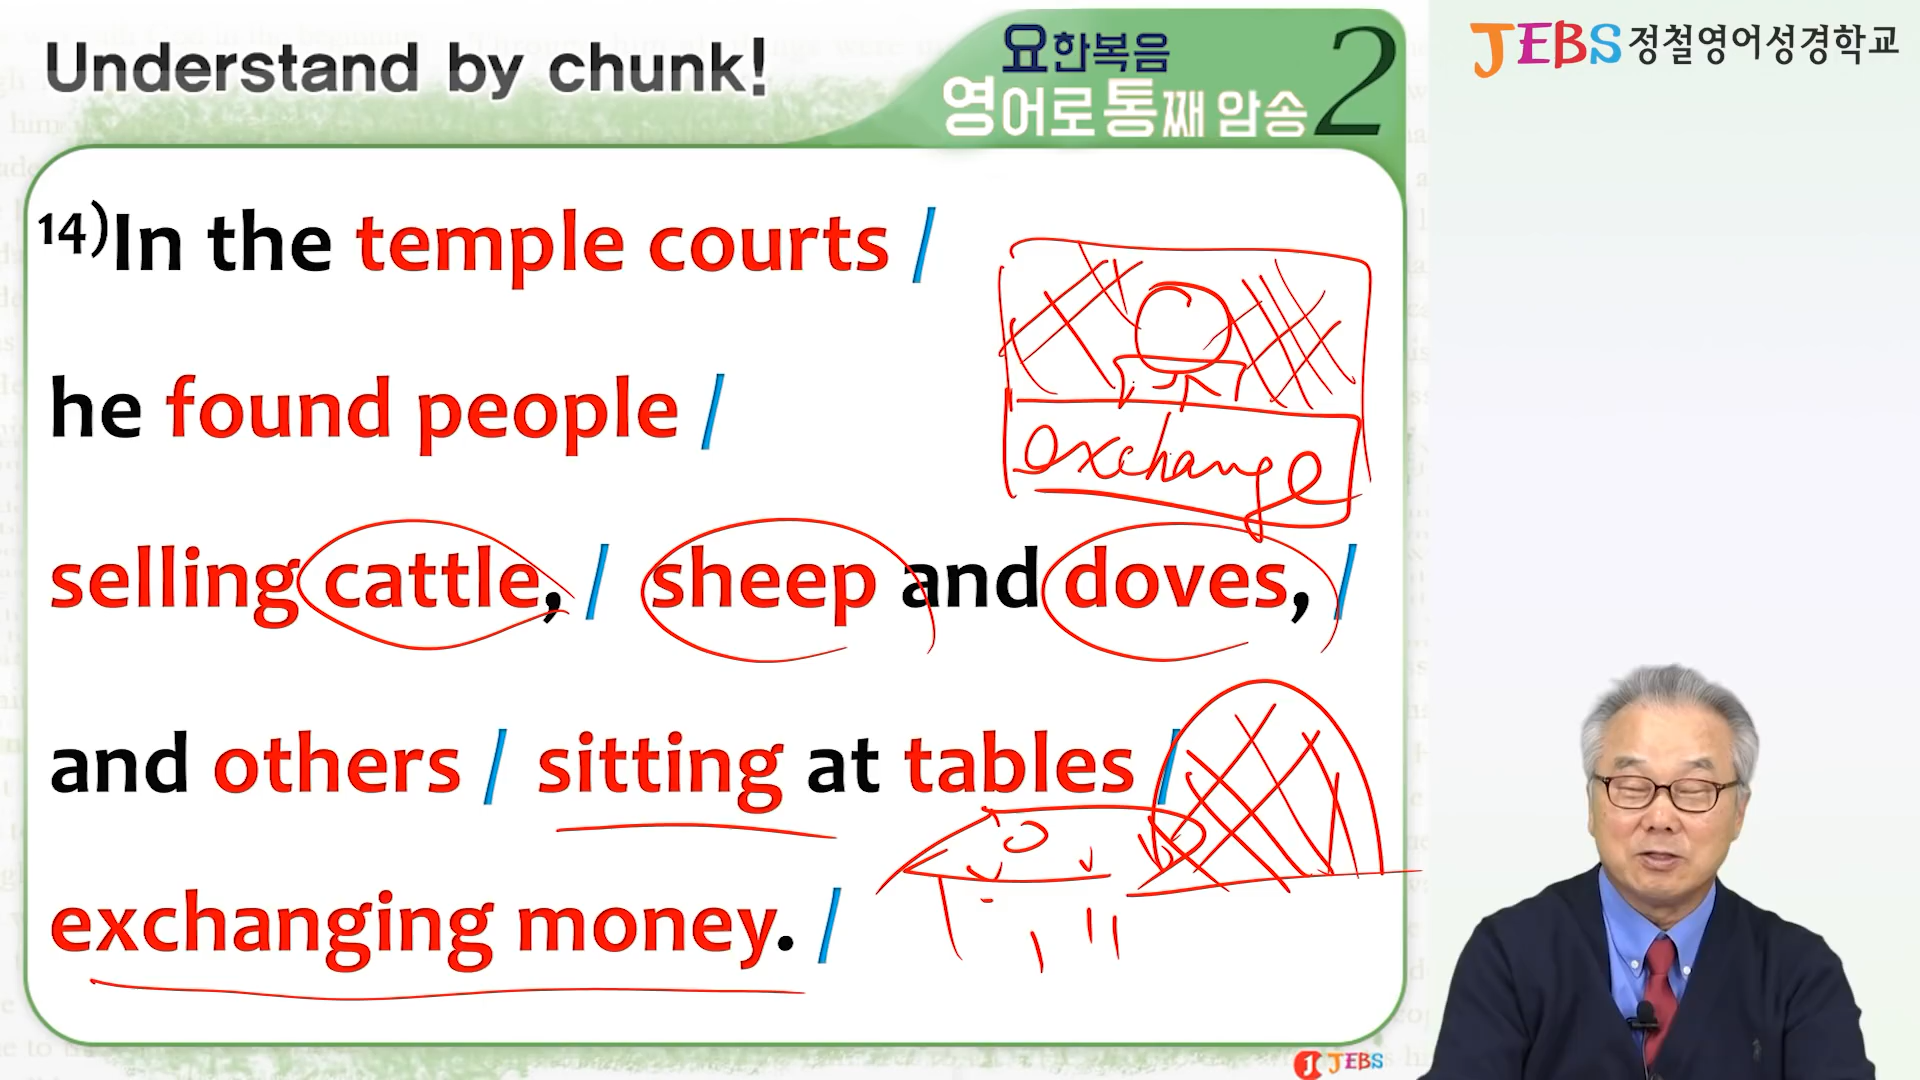 Understand by chunk!
요한복음
영어로 통째 암송 2
JEBS 정철영어성경학교
14)In the temple courts /
he found people /
exchange
selling cattle, / sheep and doves, /
and others / sitting at tables /
exchanging money. /
JEBS